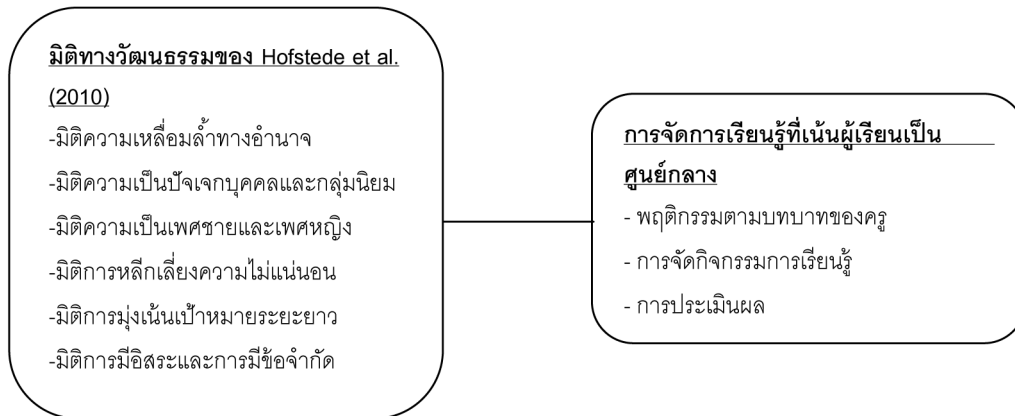 มิติทางวัฒนธรรมของ Hofstede et al.
(2010)
-มิติความเหลื่อมล้ำทางอำนาจ
-มิติความเป็นปัจเจกบุคคลและกลุ่มนิยม
-มิติความเป็นเพศชายและเพศหญิง
-มิติการหลีกเลี่ยงความไม่แน่นอน
-มิติการมุ่งเน้นเป้าหมายระยะยาว
-มิติการมีอิสระและการมีข้อจำกัด
การจัดการเรียนรู้ที่เน้นผู้เรียนเป็น
ศูนย์กลาง
- พฤติกรรมตามบทบาทของครู
- การจัดกิจกรรมการเรียนรู้
- การประเมินผล